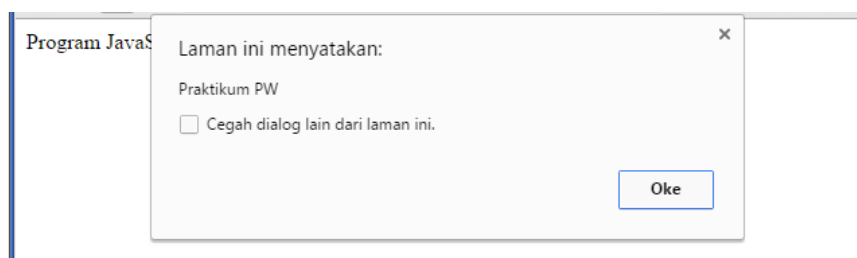 Program JavaS
Laman ini menyatakan:
Praktikum PW
Cegah dialog lain dari laman ini.
Oke